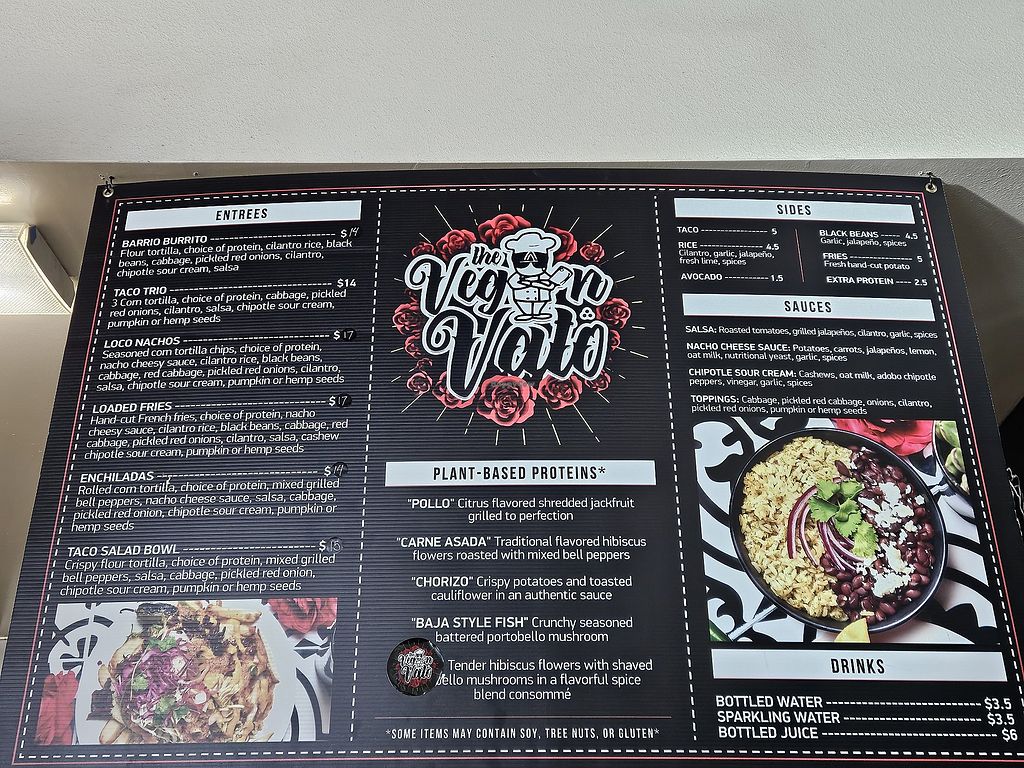 ENTREES
BARRIO BURRITO $14
Flour tortilla, choice of protein, cilantro rice, black
beans, cabbage, pickled red onions, cilantro,
chipotle sour cream, salsa
TACO TRIO $14
3 Corn tortilla, choice of protein, cabbage, pickled
red onions, cilantro, salsa, chipotle sour cream,
pumpkin or hemp seeds
LOCO NACHOS $17
Seasoned corn tortilla chips, choice of protein,
nacho cheesy sauce, cilantro rice, black beans,
cabbage, red cabbage, pickled red onions, cilantro,
salsa, chipotle sour cream, pumpkin or hemp seeds
LOADED FRIES $17
Hand-cut French fries, choice of protein, nacho
cheesy sauce, cilantro rice, black beans, cabbage, red
cabbage, pickled red onions, cilantro, salsa, cashew
chipotle sour cream, pumpkin or hemp seeds
ENCHILADAS $
Rolled corn tortilla, choice of protein, mixed grilled
bell peppers, nacho cheese sauce, salsa, cabbage,
pickled red onion, chipotle sour cream, pumpkin or
hemp seeds
TACO SALAD BOWL $
Crispy flour tortilla, choice of protein, mixed grilled
bell peppers, salsa, cabbage, pickled red onion,
chipotle sour cream, pumpkin or hemp seeds
the
Vegan
Vato
PLANT-BASED PROTEINS*
"POLLO" Citrus flavored shredded jackfruit
grilled to perfection
"CARNE ASADA" Traditional flavored hibiscus
flowers roasted with mixed bell peppers
"CHORIZO" Crispy potatoes and toasted
cauliflower in an authentic sauce
"BAJA STYLE FISH" Crunchy seasoned
battered portobello mushroom
Tender hibiscus flowers with shaved
mushrooms in a flavorful spice
blend consommé
*SOME ITEMS MAY CONTAIN SOY, TREE NUTS, OR GLUTEN*
SIDES
TACO 5
RICE 4.5
Cilantro, garlic, jalapeño,
fresh lime, spices
AVOCADO 1.5
BLACK BEANS 4.5
Garlic, jalapeño, spices
FRIES 5
Fresh hand-cut potato
EXTRA PROTEIN 2.5
SAUCES
SALSA: Roasted tomatoes, grilled jalapeños, cilantro, garlic, spices
NACHO CHEESE SAUCE: Potatoes, carrots, jalapeños, lemon,
oat milk, nutritional yeast, garlic, spices
CHIPOTLE SOUR CREAM: Cashews, oat milk, adobo chipotle
peppers, vinegar, garlic, spices
TOPPINGS: Cabbage, pickled red cabbage, onions, cilantro,
pickled red onions, pumpkin or hemp seeds
DRINKS
BOTTLED WATER $3.5
SPARKLING WATER $3.5
BOTTLED JUICE $6